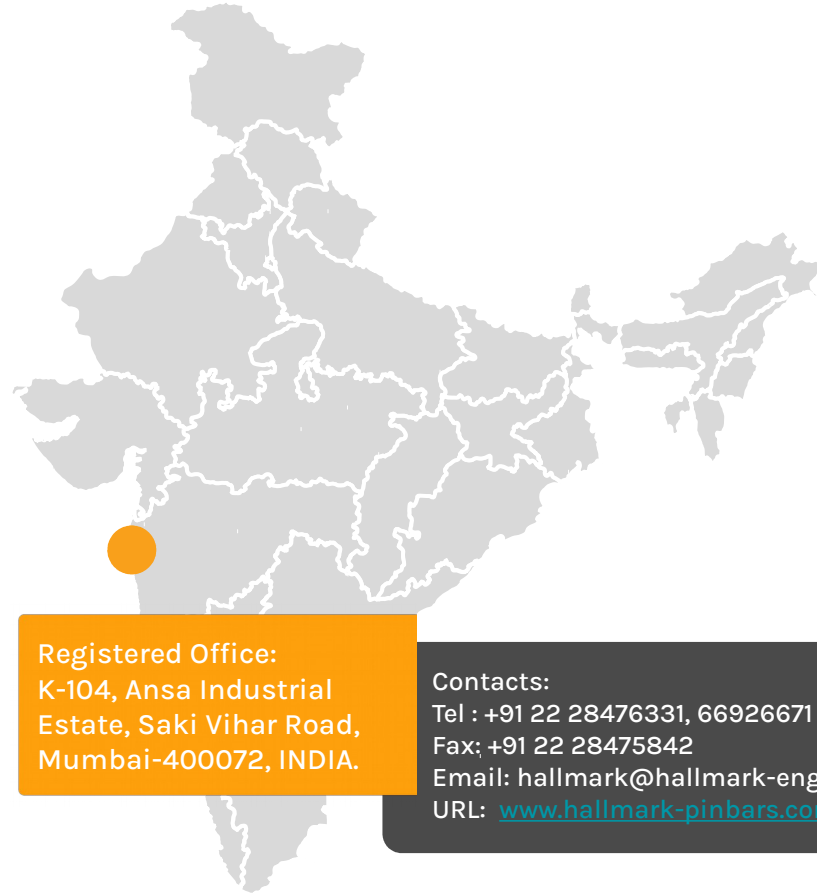 Registered Office:
K-104, Ansa Industrial
Estate, Saki Vihar Road,
Mumbai-400072, INDIA.
Contacts:
Tel : +91 22 28476331, 66926671
Fax: +91 22 28475842
Email: hallmark@hallmark-eng
URL: www.hallmark-pinbars.co